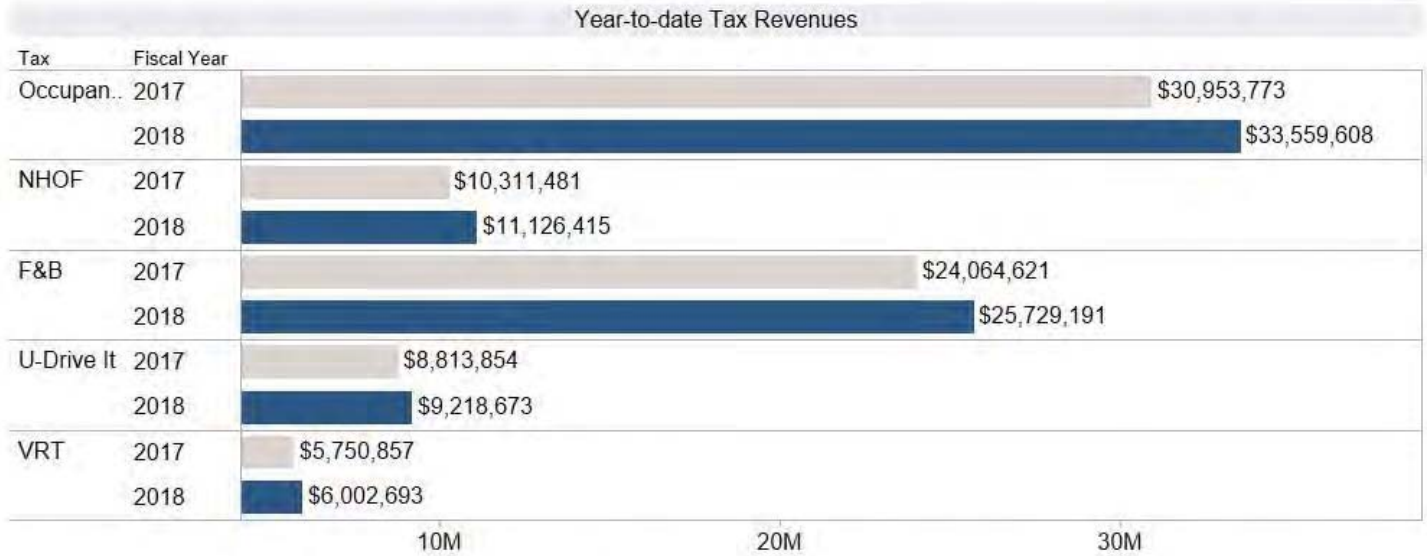 Year-to-date Tax Revenues
Tax Fiscal Year
Occupan.. 2017 $30,953,773
2018 $33,559,608
NHOF 2017 $10,311,481
2018 $11,126,415
F&B 2017 $24,064,621
2018 $25,729,191
U-Drive It 2017 $8,813,854
2018 $9,218,673
VRT 2017 $5,750,857
2018 $6,002,693
10M 20M 30M